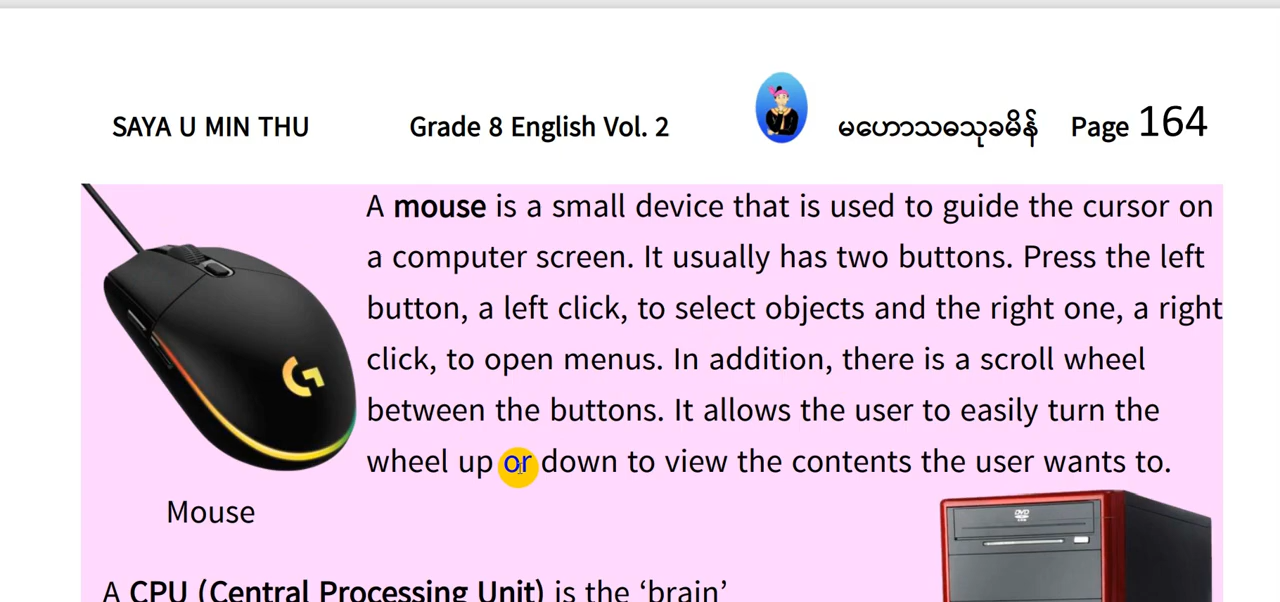 SAYA U MIN THU Grade 8 English Vol. 2 မဟောသဓသုခမိန် Page 164
A mouse is a small device that is used to guide the cursor on
a computer screen. It usually has two buttons. Press the left
button, a left click, to select objects and the right one, a right
click, to open menus. In addition, there is a scroll wheel
between the buttons. It allows the user to easily turn the
wheel up or down to view the contents the user wants to.
Mouse
DVD
A CPU (Central Processing Unit) is the ‘brain’